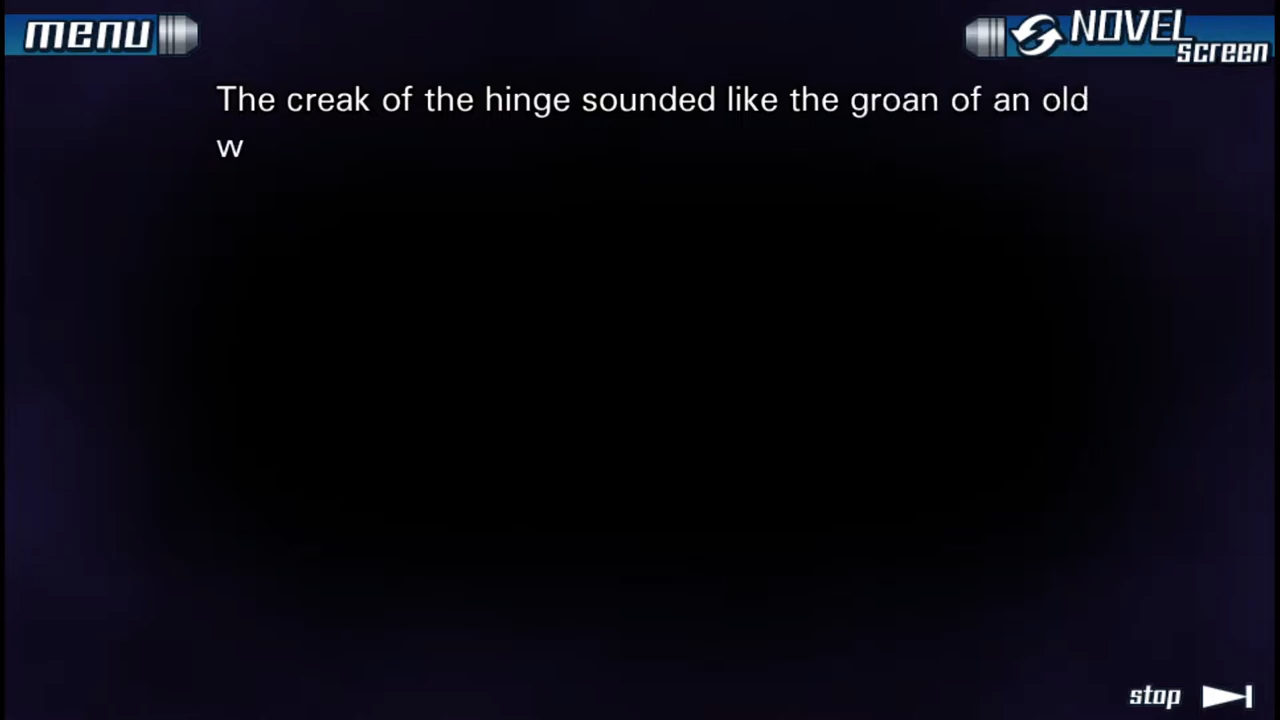 menu
NOVEL
screen
The creak of the hinge sounded like the groan of an old
w
stop